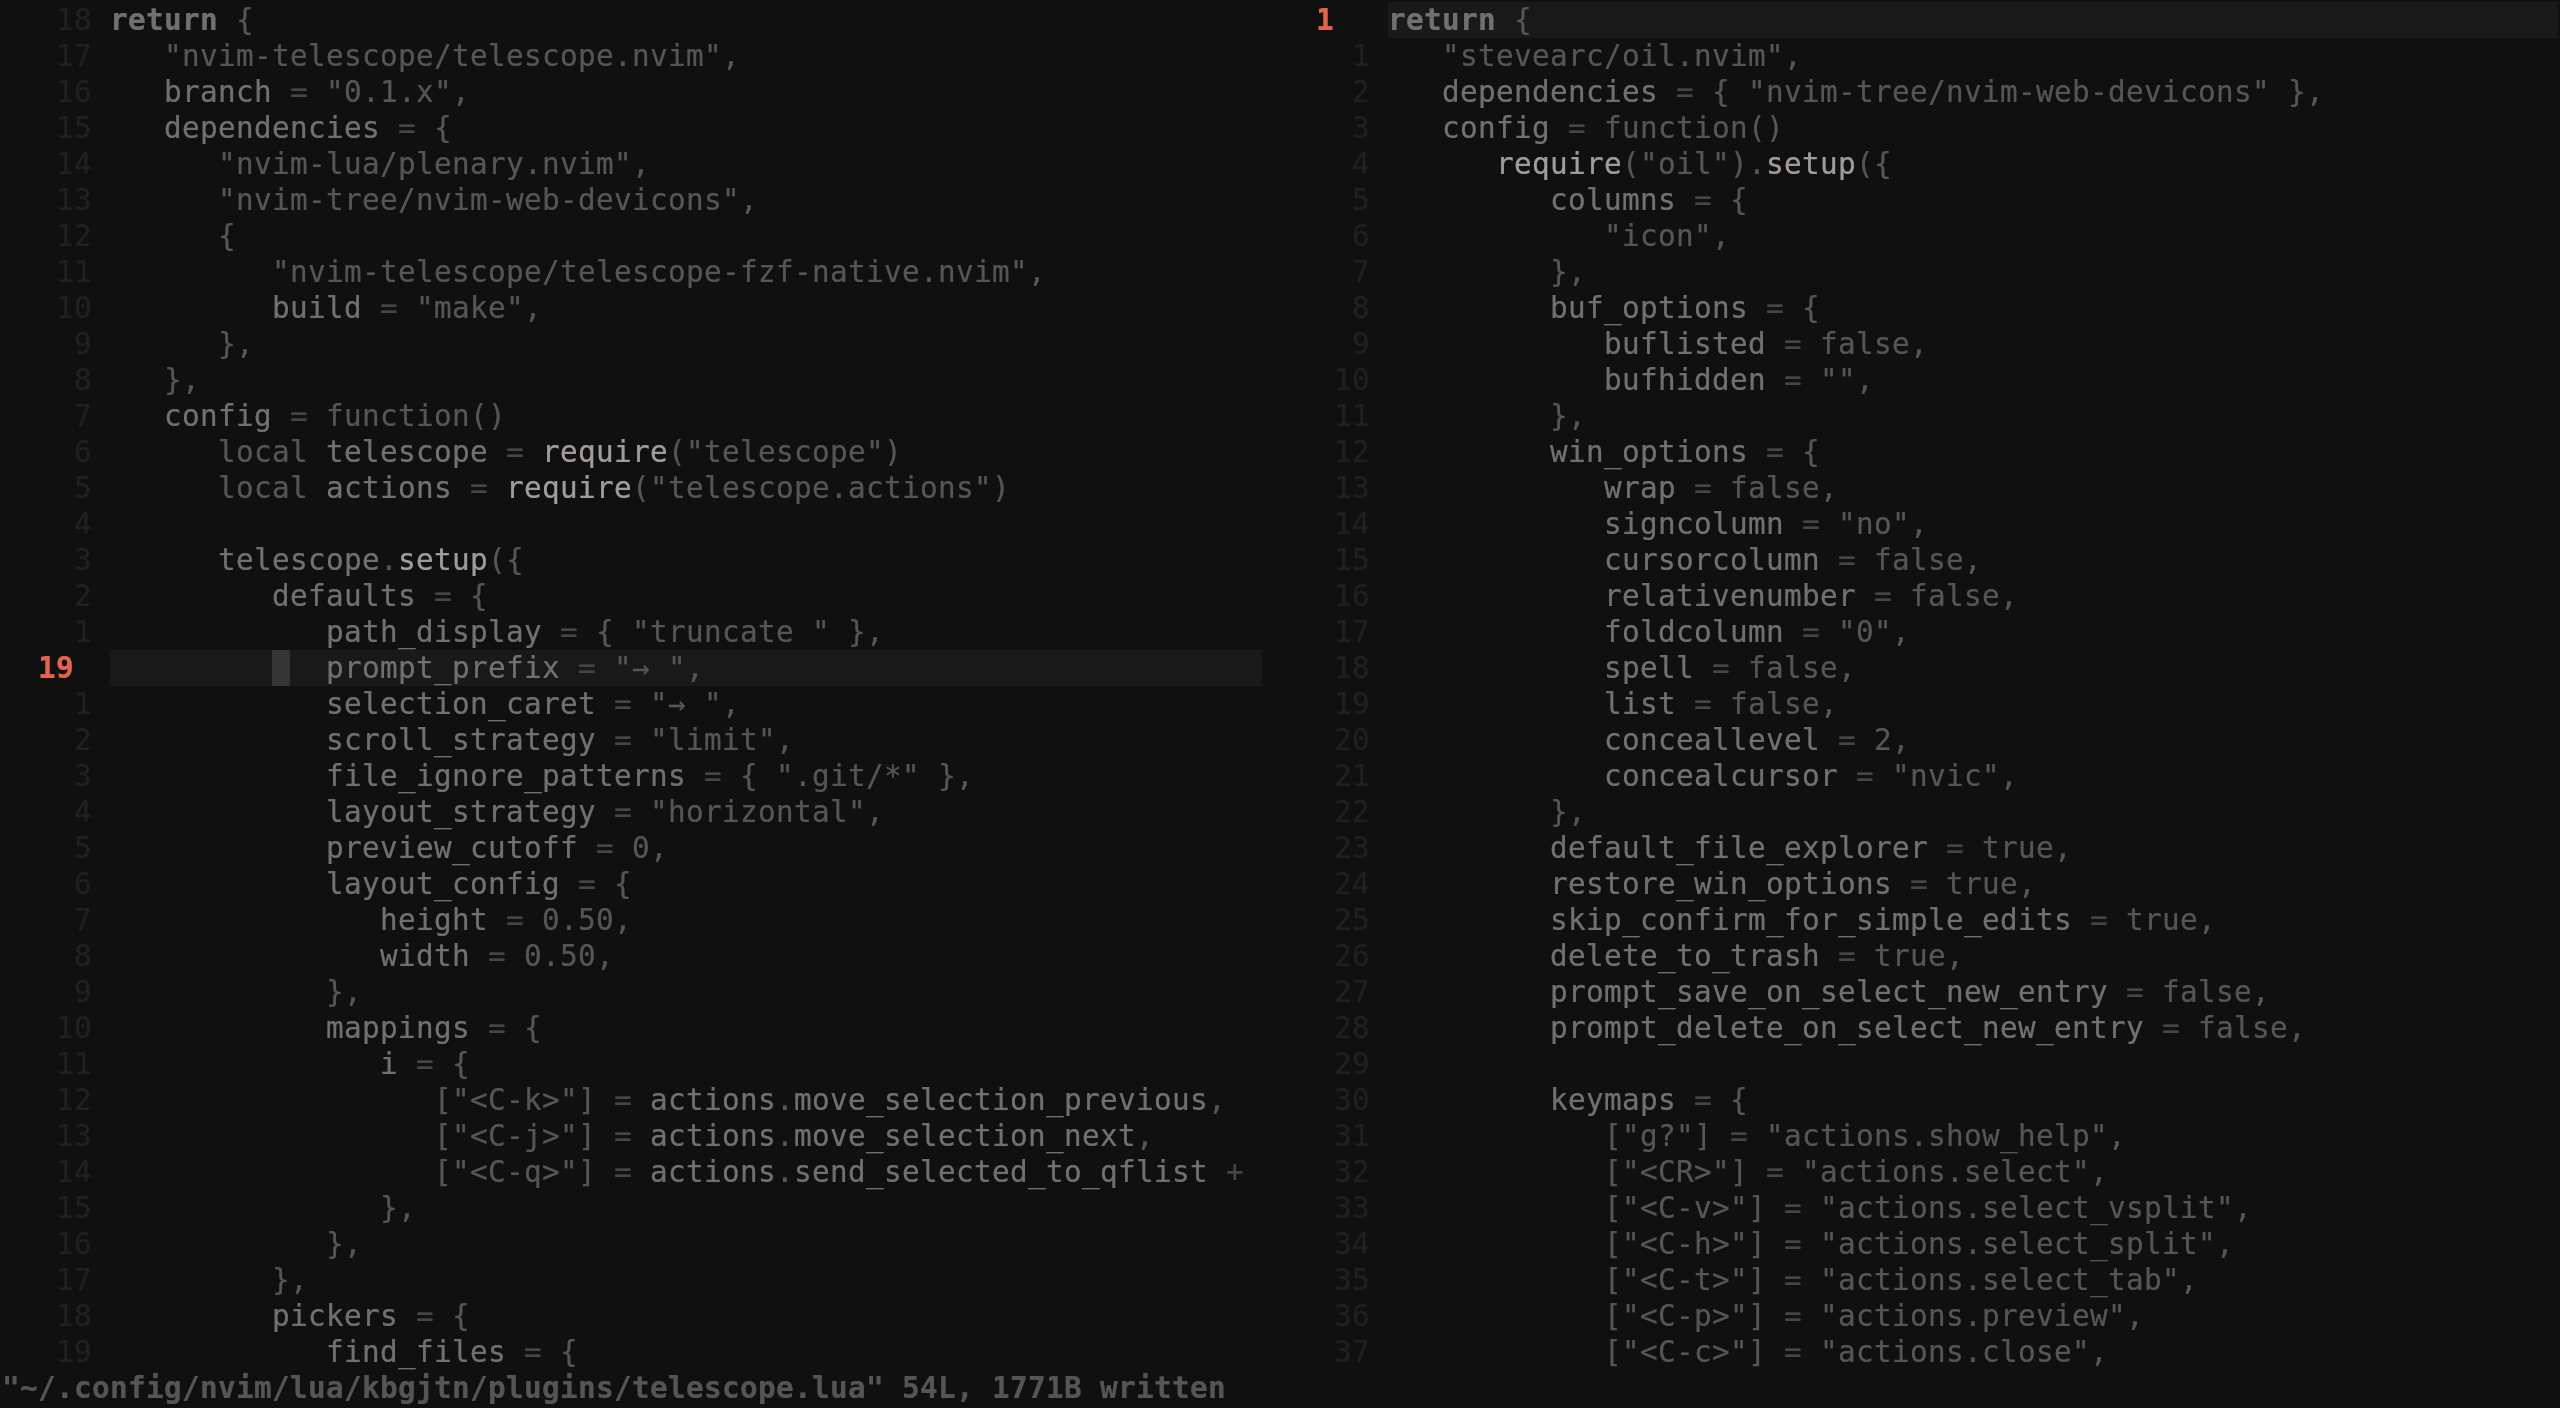 18 return {
17    "nvim-telescope/telescope.nvim",
16    branch = "0.1.x",
15    dependencies = {
14       "nvim-lua/plenary.nvim",
13       "nvim-tree/nvim-web-devicons",
12       {
11          "nvim-telescope/telescope-fzf-native.nvim",
10          build = "make",
9       },
8    },
7    config = function()
6       local telescope = require("telescope")
5       local actions = require("telescope.actions")
4
3       telescope.setup({
2          defaults = {
1             path_display = { "truncate " },
19             prompt_prefix = "→ ",
1             selection_caret = "→ ",
2             scroll_strategy = "limit",
3             file_ignore_patterns = { ".git/*" },
4             layout_strategy = "horizontal",
5             preview_cutoff = 0,
6             layout_config = {
7                height = 0.50,
8                width = 0.50,
9             },
10             mappings = {
11                i = {
12                   ["<C-k>"] = actions.move_selection_previous,
13                   ["<C-j>"] = actions.move_selection_next,
14                   ["<C-q>"] = actions.send_selected_to_qflist +
15                },
16             },
17          },
18          pickers = {
19             find_files = {
1 return {
1    "stevearc/oil.nvim",
2    dependencies = { "nvim-tree/nvim-web-devicons" },
3    config = function()
4       require("oil").setup({
5          columns = {
6             "icon",
7          },
8          buf_options = {
9             buflisted = false,
10             bufhidden = "",
11          },
12          win_options = {
13             wrap = false,
14             signcolumn = "no",
15             cursorcolumn = false,
16             relativenumber = false,
17             foldcolumn = "0",
18             spell = false,
19             list = false,
20             conceallevel = 2,
21             concealcursor = "nvic",
22          },
23          default_file_explorer = true,
24          restore_win_options = true,
25          skip_confirm_for_simple_edits = true,
26          delete_to_trash = true,
27          prompt_save_on_select_new_entry = false,
28          prompt_delete_on_select_new_entry = false,
29
30          keymaps = {
31             ["g?"] = "actions.show_help",
32             ["<CR>"] = "actions.select",
33             ["<C-v>"] = "actions.select_vsplit",
34             ["<C-h>"] = "actions.select_split",
35             ["<C-t>"] = "actions.select_tab",
36             ["<C-p>"] = "actions.preview",
37             ["<C-c>"] = "actions.close",
"~/.config/nvim/lua/kbgjtn/plugins/telescope.lua" 54L, 1771B written